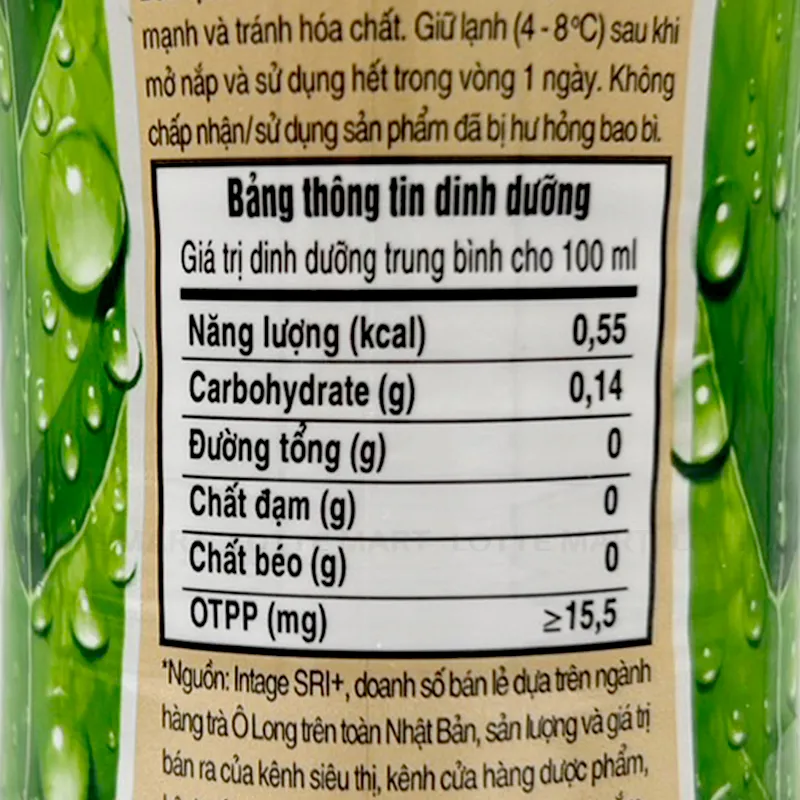 mạnh và tránh hóa chất. Giữ lạnh (4 - 8°C) sau khi
mở nắp và sử dụng hết trong vòng 1 ngày. Không
chấp nhận/sử dụng sản phẩm đã bị hư hỏng bao bì.
Bảng thông tin dinh dưỡng
Giá trị dinh dưỡng trung bình cho 100 ml
Năng lượng (kcal) 0,55
Carbohydrate (g) 0,14
Đường tổng (g) 0
Chất đạm (g) 0
Chất béo (g) 0
LOTTE MART
OTPP (mg) ≥15,5
*Nguồn: Intage SRI+, doanh số bán lẻ dựa trên ngành
hàng trà Ô Long trên toàn Nhật Bản, sản lượng và giá trị
bán ra của kênh siêu thị, kênh cửa hàng dược phẩm,